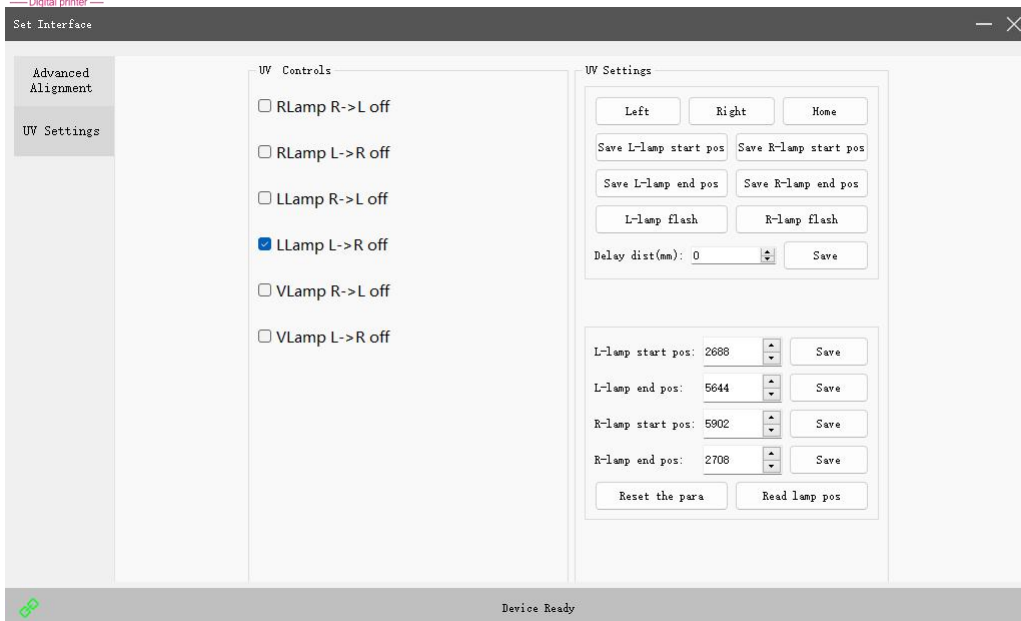 Digital printer
Set Interface
Advanced
Alignment
UV Settings
UV Controls
RLamp R->L off
RLamp L->R off
LLamp R->L off
LLamp L->R off
VLamp R->L off
VLamp L->R off
UV Settings
Left Right Home
Save L-lamp start pos Save R-lamp start pos
Save L-lamp end pos Save R-lamp end pos
L-lamp flash R-lamp flash
Delay dist(mm): 0 Save
L-lamp start pos: 2688 Save
L-lamp end pos: 5644 Save
R-lamp start pos: 5902 Save
R-lamp end pos: 2708 Save
Reset the para Read lamp pos
Device Ready